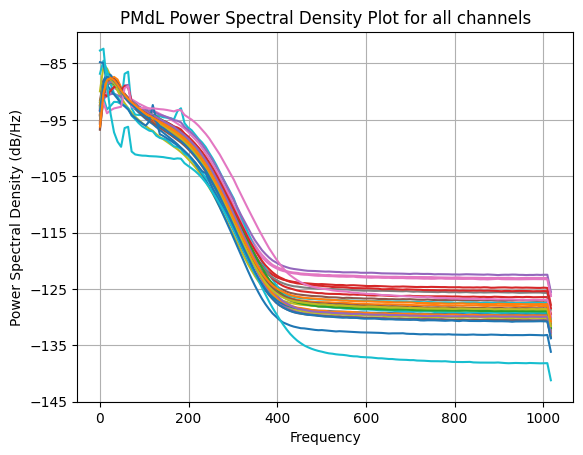 PMdL Power Spectral Density Plot for all channels
Power Spectral Density (dB/Hz)
−85
−95
−105
−115
−125
−135
−145
0 200 400 600 800 1000
Frequency